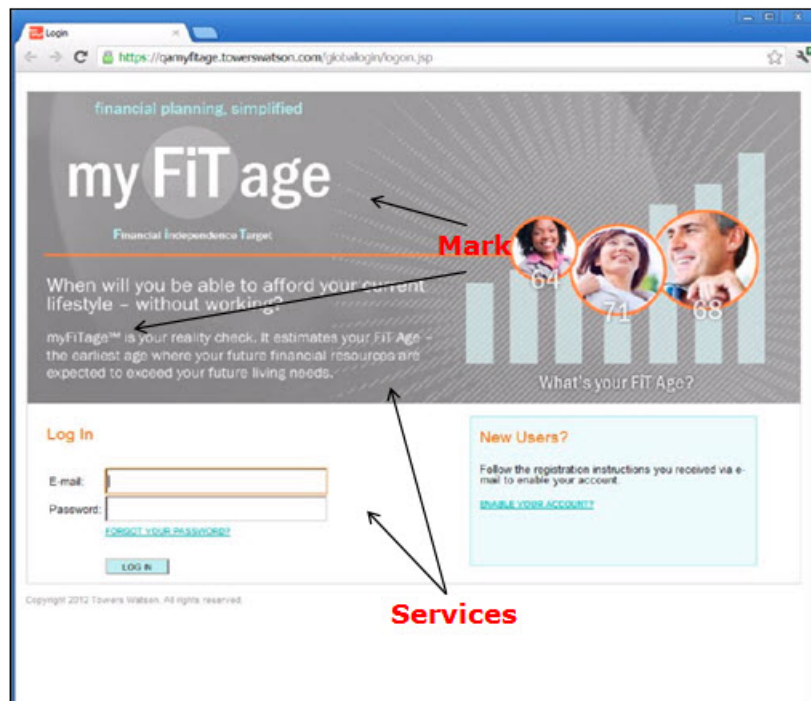 Login
https://qamyfitage.towerswatson.com/globallogin/logon.jsp
financial planning, simplified
my FiT age
Financial Independence Target
Mark
64
71
68
When will you be able to afford your current
lifestyle – without working?
myFiTage℠ is your reality check. It estimates your FiT Age –
the earliest age where your future financial resources are
expected to exceed your future living needs.
What's your FiT Age?
Log In
E-mail:
Password:
FORGOT YOUR PASSWORD?
LOG IN
New Users?
Follow the registration instructions you received via e-
mail to enable your account.
ENABLE YOUR ACCOUNT?
Copyright 2012 Towers Watson. All rights reserved.
Services